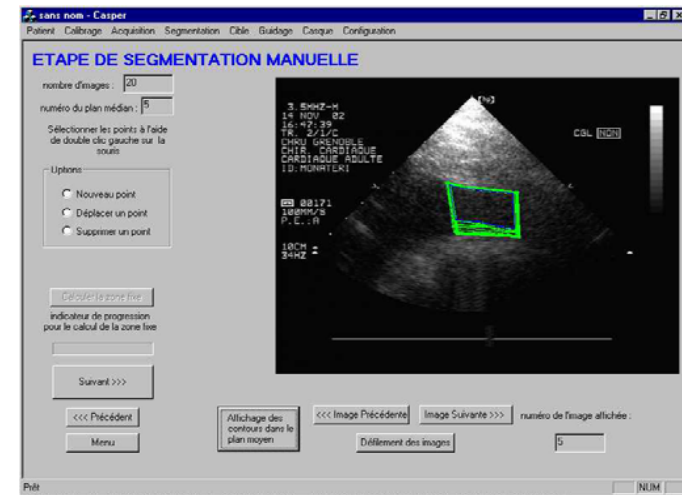 sans nom - Casper
Patient Calibrage Acquisition Segmentation Cible Guidage Casque Configuration
ETAPE DE SEGMENTATION MANUELLE
nombre d'images : 20
numéro du plan médian : 5
Sélectionner les points à l'aide
de double clic gauche sur la
souris
Options
Nouveau point
Déplacer un point
Supprimer un point
Calculer la zone fixe
indicateur de progression
pour le calcul de la zone fixe
Suivant >>>
<<< Précédent
Menu
3.5MHZ-M
14 NOV 02
16:47:39
TR. 2/1/C
CHRU GRENOBLE
CHIR. CARDIAQUE
CARDIAQUE ADULTE
ID:MONATERI
00171
100MM/S
P.E.:A
10CM
34HZ
CGL NON
Affichage des
contours dans le
plan moyen
<<< Image Précédente
Image Suivante >>>
numéro de l'image affichée :
Défilement des images
5
Prêt
NUM